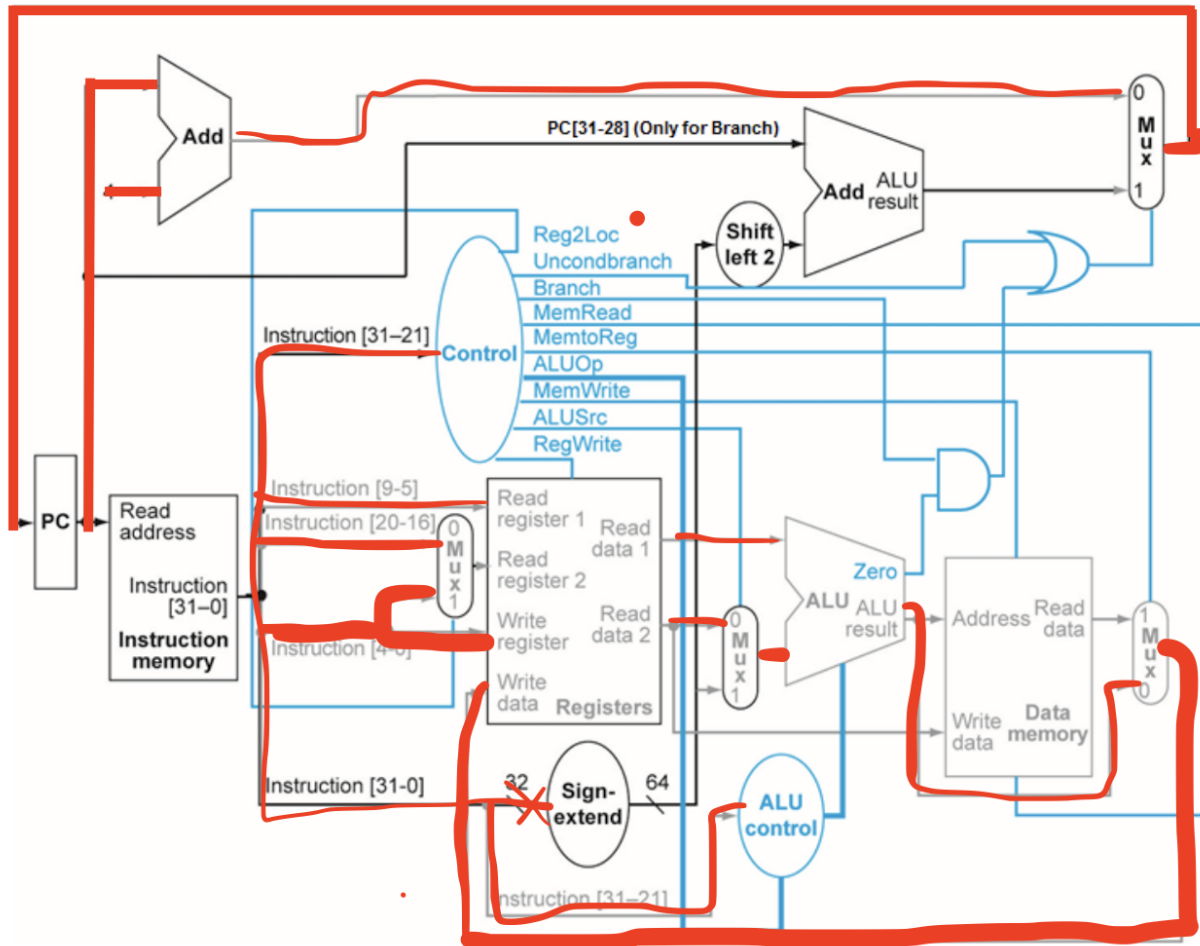 0
PC[31-28] (Only for Branch)
Add
M
u
x
Add
ALU
result
1
Shift
left 2
Reg2Loc
Uncondbranch
Branch
MemRead
MemtoReg
ALUOp
MemWrite
ALUSrc
RegWrite
Instruction [31–21]
Control
PC
Read
address
Instruction
[31–0]
Instruction
memory
Instruction [9-5]
Instruction [20-16]
Instruction [4-0]
0
M
u
x
1
Read
register 1
Read
register 2
Write
register
Write
data
Read
data 1
Read
data 2
Registers
0
M
u
x
1
Zero
ALU
ALU
result
Address
Read
data
Write
data
Data
memory
1
M
u
x
0
Instruction [31-0]
32
Sign-
extend
64
ALU
control
nstruction [31–21]